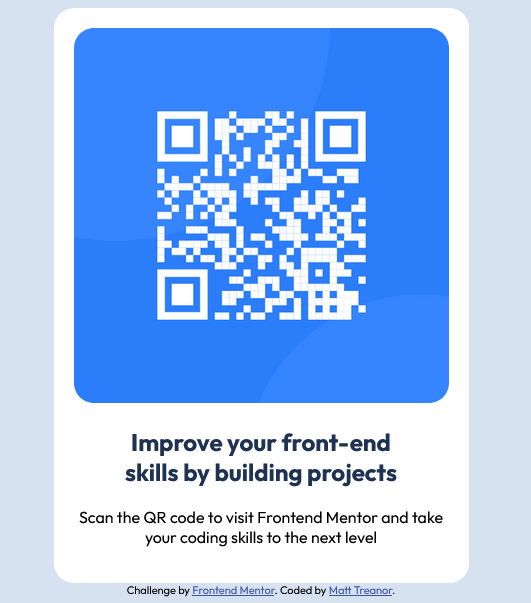 Improve your front-end
skills by building projects
Scan the QR code to visit Frontend Mentor and take
your coding skills to the next level
Challenge by Frontend Mentor. Coded by Matt Treanor.